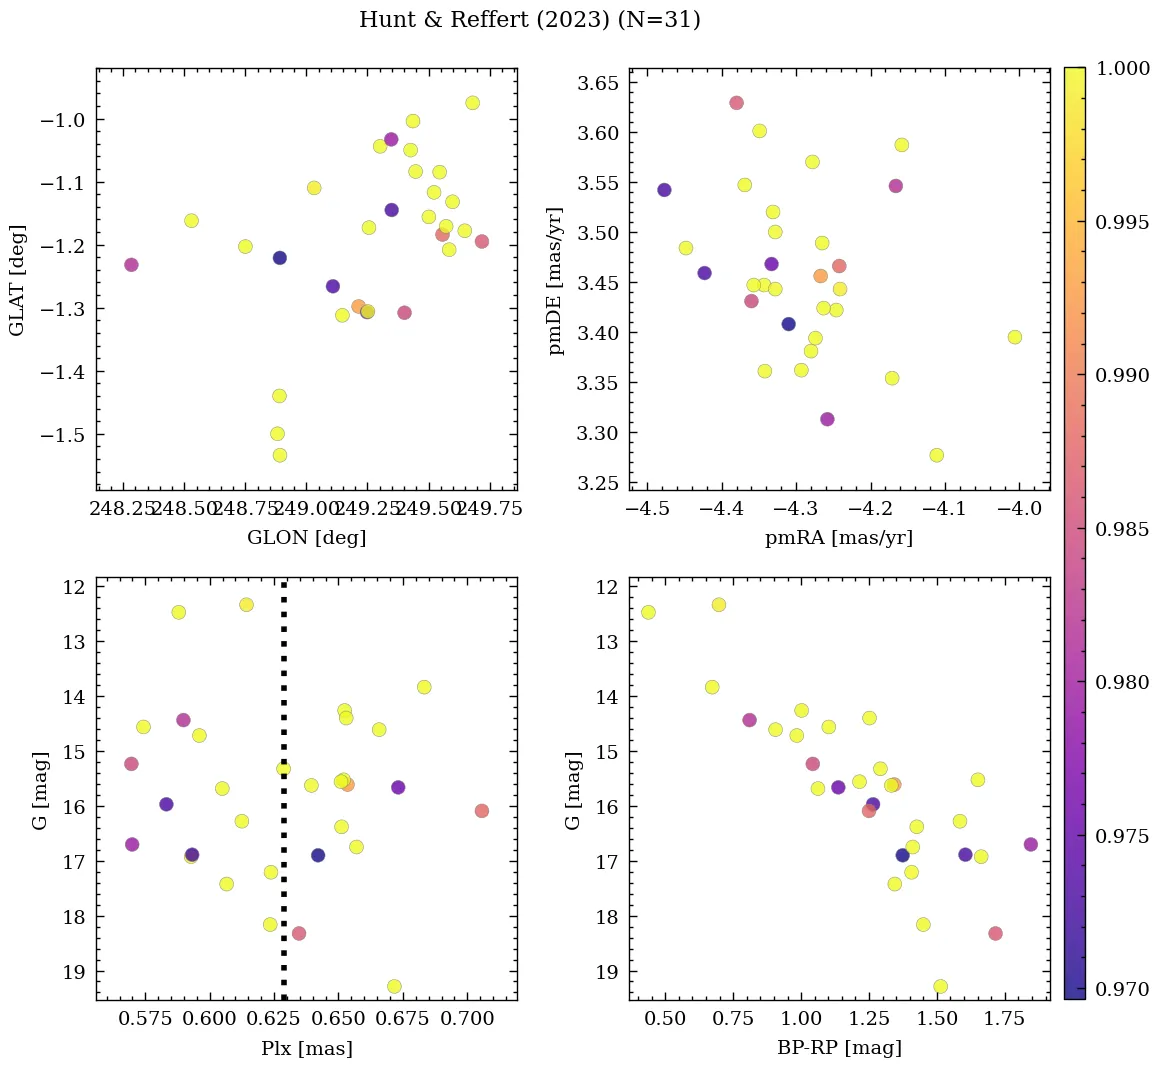 Hunt & Reffert (2023) (N=31)
GLAT [deg]
−1.0
−1.1
−1.2
−1.3
−1.4
−1.5
248.25 248.50 248.75 249.00 249.25 249.50 249.75
GLON [deg]
pmDE [mas/yr]
3.65
3.60
3.55
3.50
3.45
3.40
3.35
3.30
3.25
−4.5 −4.4 −4.3 −4.2 −4.1 −4.0
pmRA [mas/yr]
1.000
0.995
0.990
0.985
0.980
0.975
0.970
G [mag]
12
13
14
15
16
17
18
19
0.575 0.600 0.625 0.650 0.675 0.700
Plx [mas]
G [mag]
12
13
14
15
16
17
18
19
0.50 0.75 1.00 1.25 1.50 1.75
BP-RP [mag]